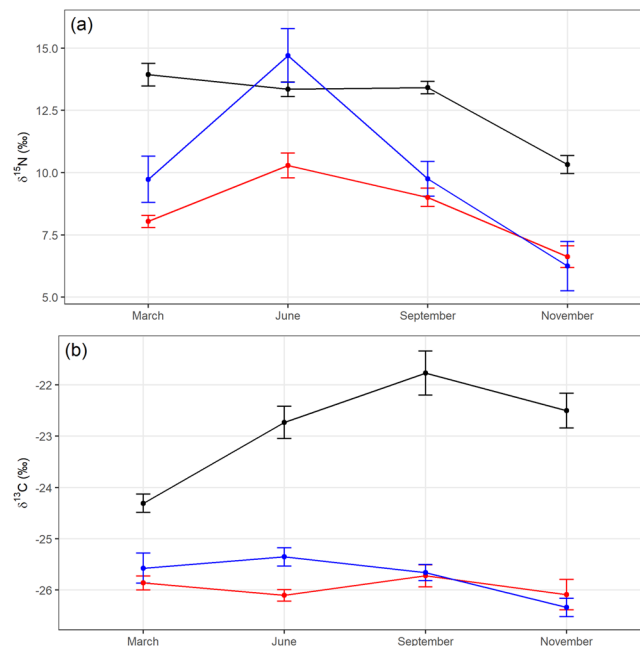 (a)
15.0
12.5
10.0
7.5
5.0
δ¹⁵N (‰)
March June September November
(b)
-22
-23
-24
-25
-26
δ¹³C (‰)
March June September November